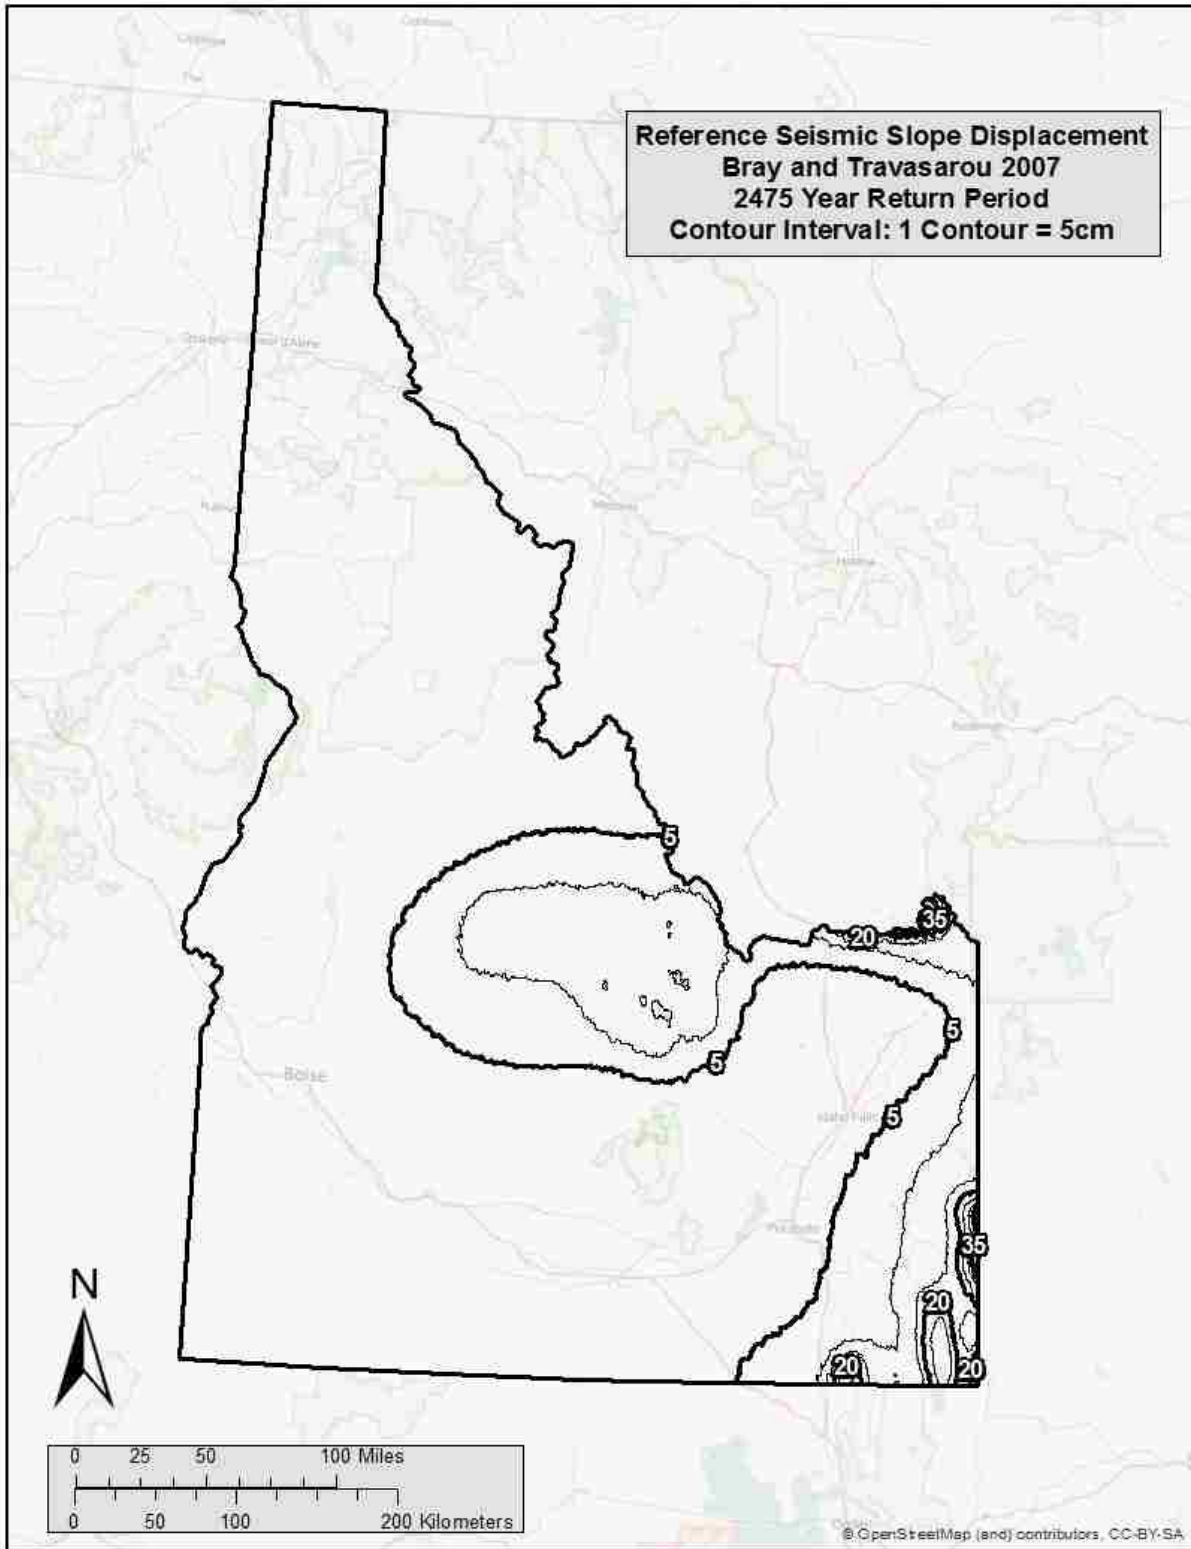 Reference Seismic Slope Displacement
Bray and Travasarou 2007
2475 Year Return Period
Contour Interval: 1 Contour = 5cm
5
35
20
5
5
5
Boise
Idaho Falls
35
20
20
20
N
0 25 50 100 Miles
0 50 100 200 Kilometers
© OpenStreetMap (and) contributors, CC-BY-SA